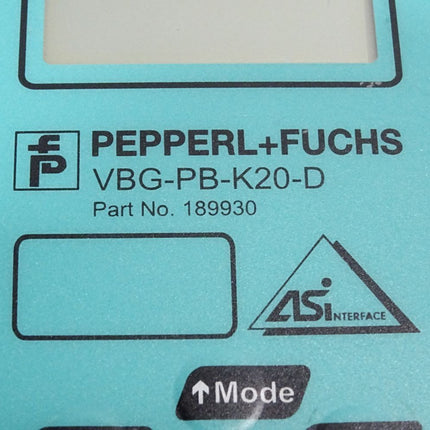 PEPPERL+FUCHS
VBG-PB-K20-D
Part No. 189930
ASi INTERFACE
↑Mode